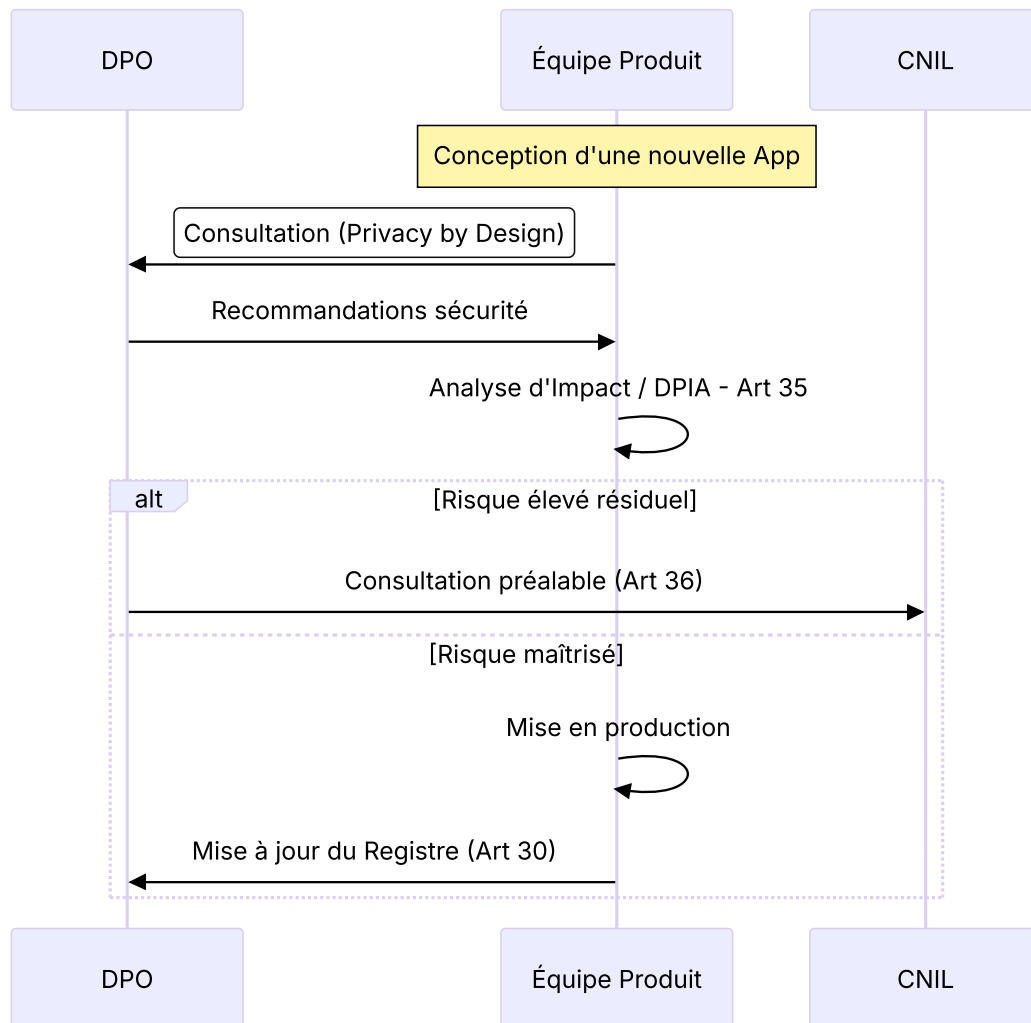 DPO
Équipe Produit
CNIL
Conception d'une nouvelle App
Consultation (Privacy by Design)
Recommandations sécurité
Analyse d'Impact / DPIA - Art 35
alt
[Risque élevé résiduel]
Consultation préalable (Art 36)
[Risque maîtrisé]
Mise en production
Mise à jour du Registre (Art 30)
DPO
Équipe Produit
CNIL